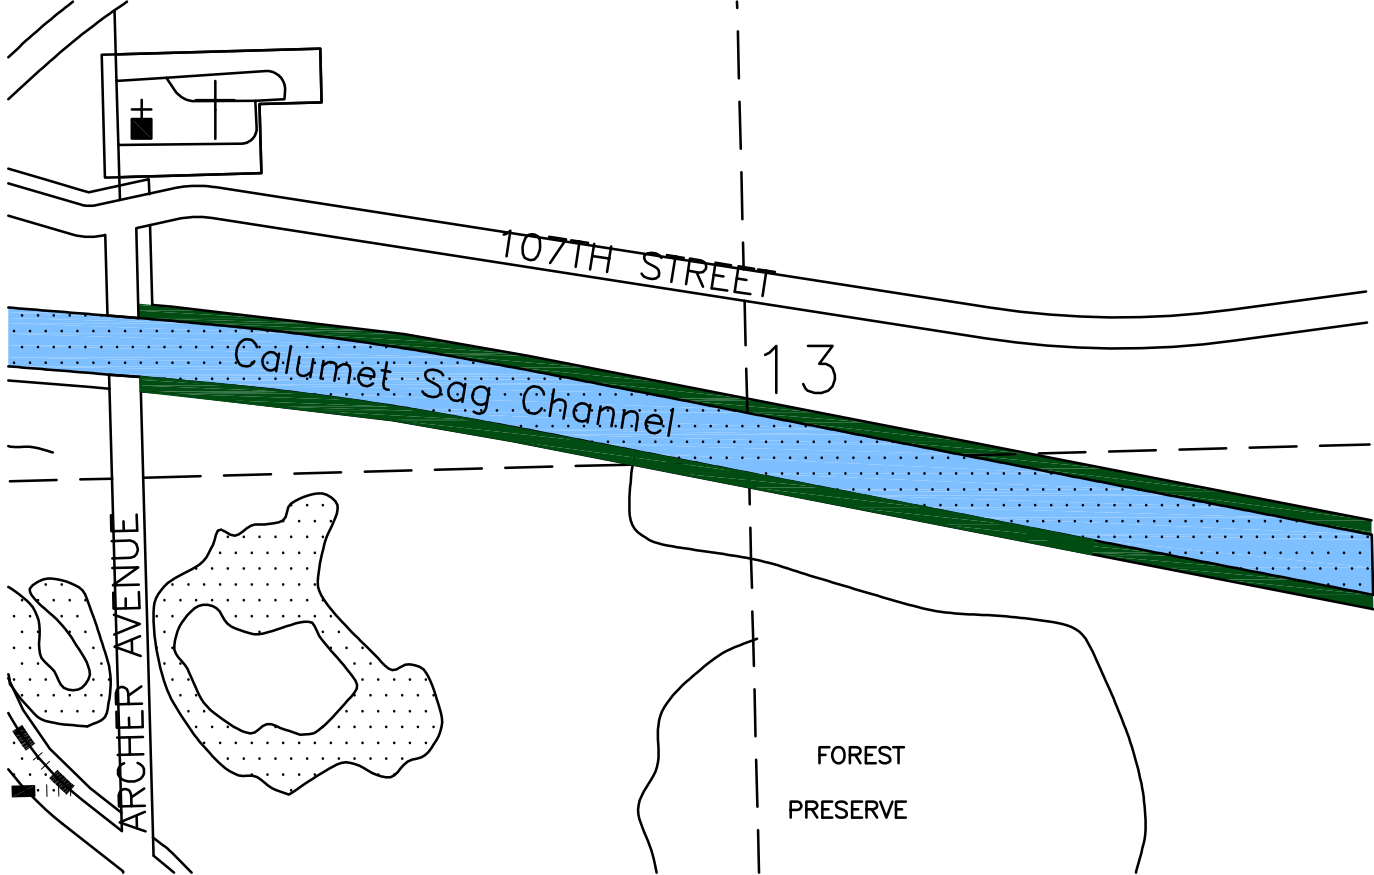 107TH STREET
13
Calumet Sag Channel
ARCHER AVENUE
FOREST
PRESERVE